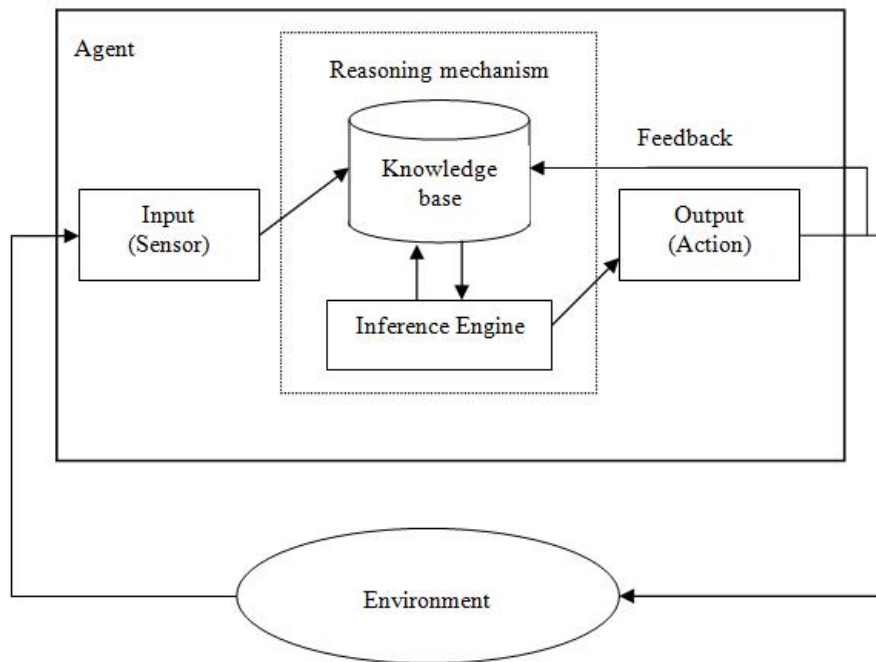 Agent
Reasoning mechanism
Knowledge
base
Feedback
Input
(Sensor)
Output
(Action)
Inference Engine
Environment